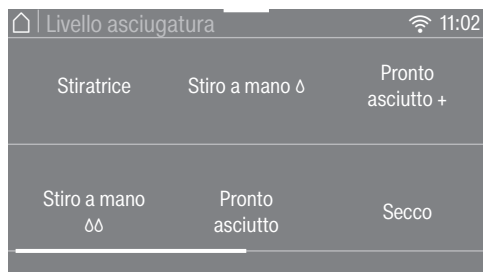 Livello asciugatura 11:02
Stiratrice Stiro a mano Pronto
asciutto +
Stiro a mano Pronto
asciutto Secco